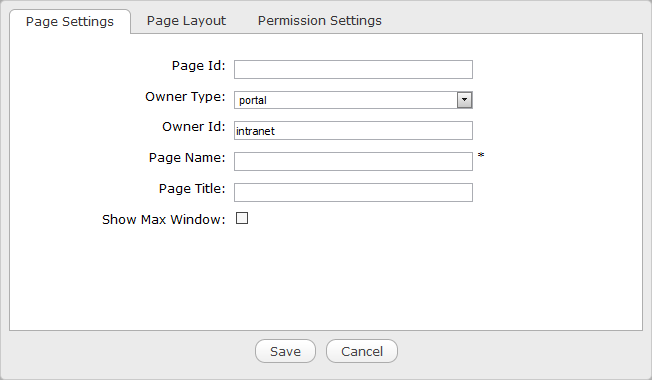 Page Settings Page Layout Permission Settings
Page Id:
Owner Type: portal
Owner Id: intranet
Page Name: *
Page Title:
Show Max Window:
Save Cancel